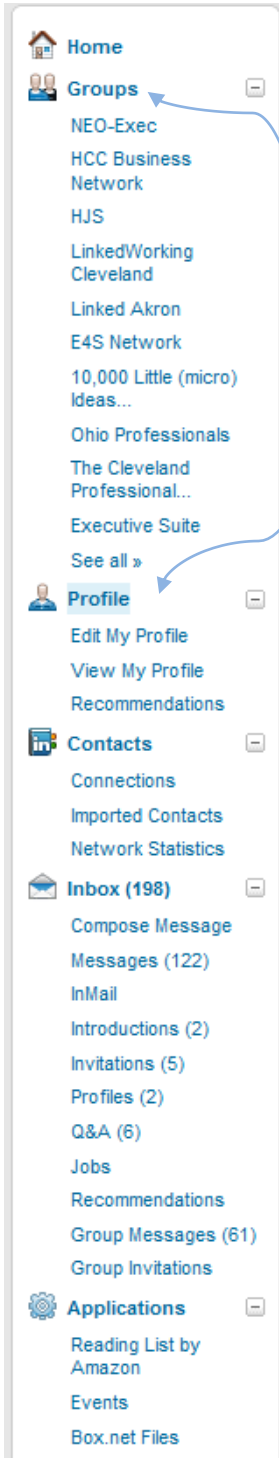 Home
Groups
NEO-Exec
HCC Business
Network
HJS
LinkedWorking
Cleveland
Linked Akron
E4S Network
10,000 Little (micro)
Ideas...
Ohio Professionals
The Cleveland
Professional...
Executive Suite
See all »
Profile
Edit My Profile
View My Profile
Recommendations
in
Contacts
Connections
Imported Contacts
Network Statistics
Inbox (198)
Compose Message
Messages (122)
InMail
Introductions (2)
Invitations (5)
Profiles (2)
Q&A (6)
Jobs
Recommendations
Group Messages (61)
Group Invitations
Applications
Reading List by
Amazon
Events
Box.net Files